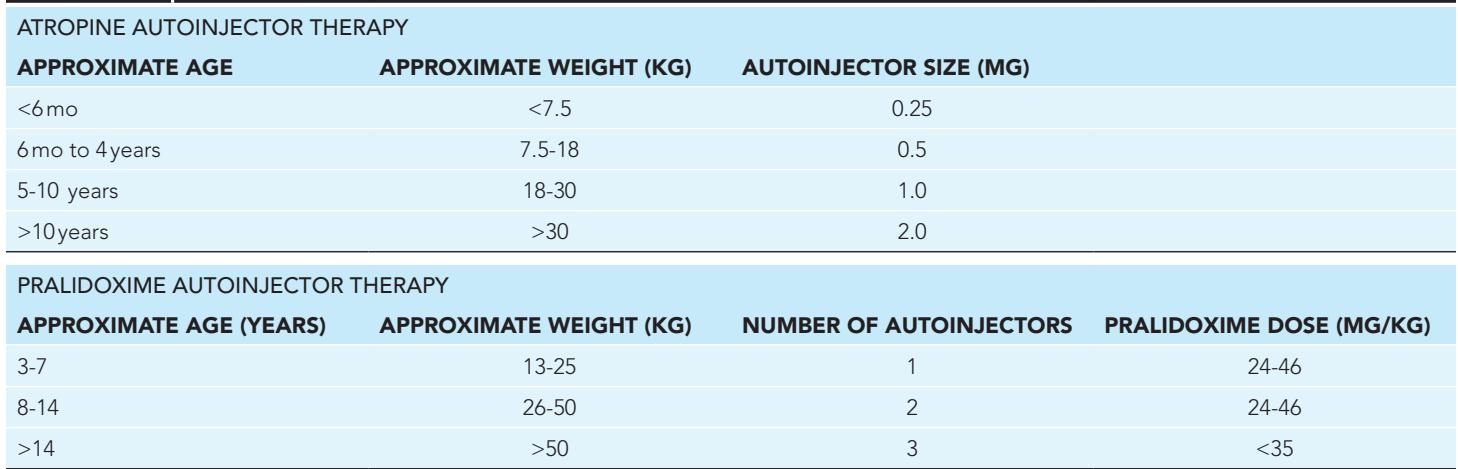 ATROPINE AUTOINJECTOR THERAPY
APPROXIMATE AGE APPROXIMATE WEIGHT (KG) AUTOINJECTOR SIZE (MG)
<6 mo <7.5 0.25
6 mo to 4 years 7.5-18 0.5
5-10 years 18-30 1.0
>10 years >30 2.0
PRALIDOXIME AUTOINJECTOR THERAPY
APPROXIMATE AGE (YEARS) APPROXIMATE WEIGHT (KG) NUMBER OF AUTOINJECTORS PRALIDOXIME DOSE (MG/KG)
3-7 13-25 1 24-46
8-14 26-50 2 24-46
>14 >50 3 <35